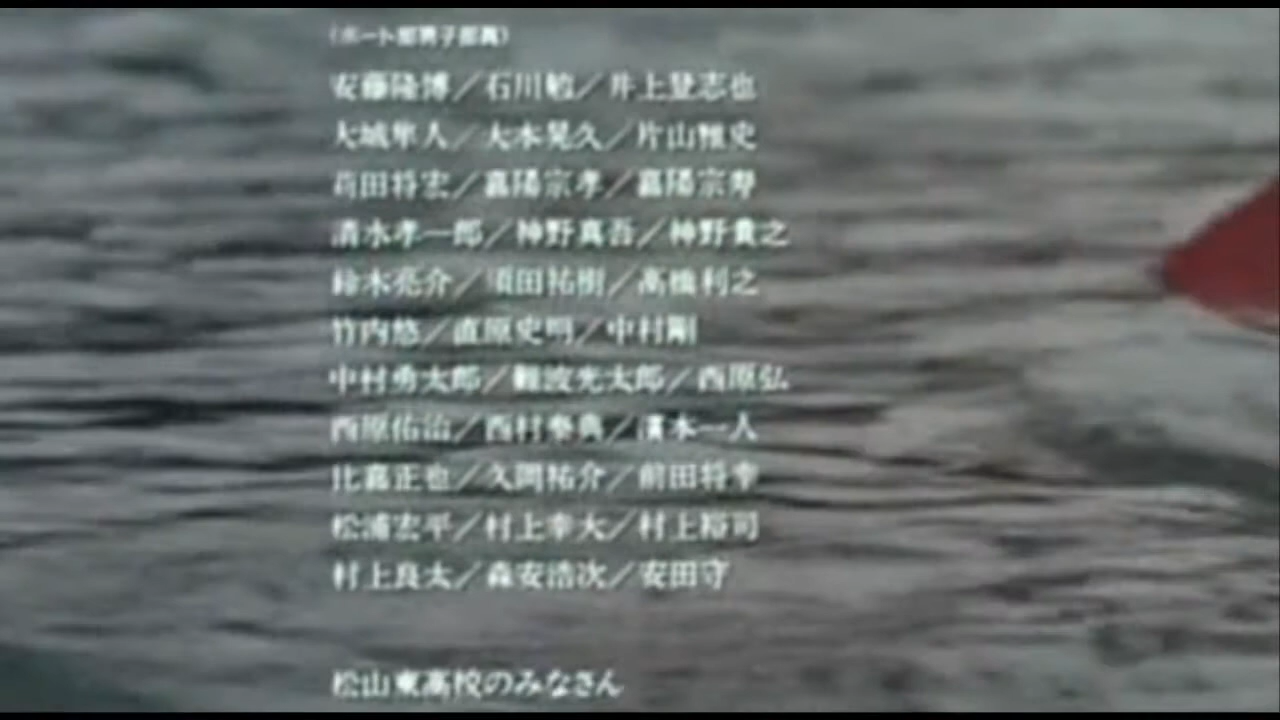 (ボート部男子部員)
安藤隆博／石川勉／井上登志也
大城隼人／大本晃久／片山雅史
苅田将宏／嘉陽宗孝／嘉陽宗寿
清水孝一郎／神野真吾／神野貴之
鈴木亮介／須田祐樹／高橋利之
竹内悠／直原史明／中村剛
中村勇太郎／難波光太郎／西原弘
西原佑治／西村泰典／濱本一人
比嘉正也／久岡祐介／前田将幸
松浦宏平／村上幸大／村上裕司
村上良太／森安浩次／安田守
松山東高校のみなさん